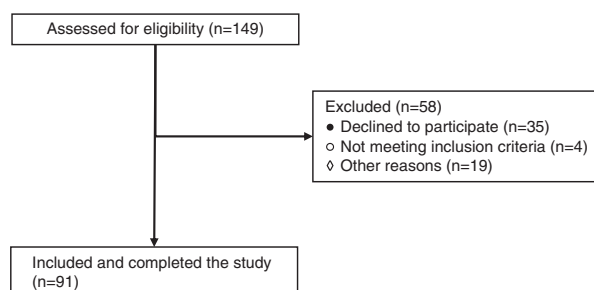 Assessed for eligibility (n=149)
Excluded (n=58)
● Declined to participate (n=35)
○ Not meeting inclusion criteria (n=4)
◊ Other reasons (n=19)
Included and completed the study
(n=91)